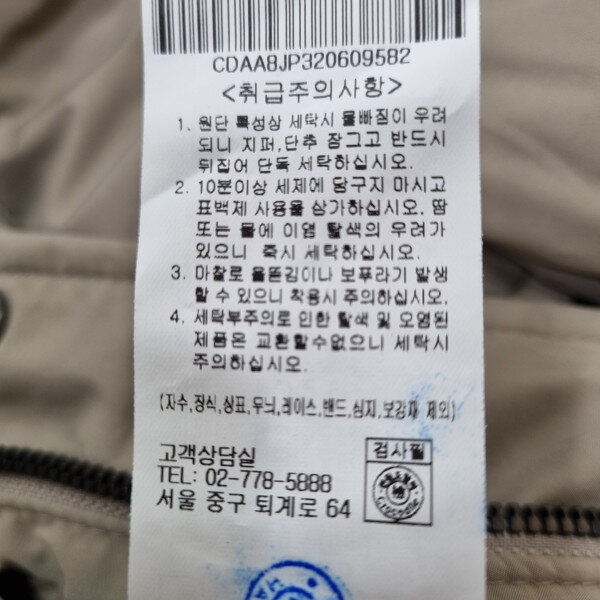 CDAA8JP320609582
<취급주의사항>
1. 원단 특성상 세탁시 물빠짐이 우려
되니 지퍼,단추 잠그고 반드시
뒤집어 단독 세탁하십시오.
2. 10분이상 세제에 담구지 마시고
표백제 사용을 삼가하십시오. 땀
또는 물에 이염 탈색의 우려가
있으니 즉시 세탁하십시오.
3. 마찰로 올뜯김이나 보푸라기 발생
할 수 있으니 착용시 주의하십시오.
4. 세탁부주의로 인한 탈색 및 오염된
제품은 교환할수없으니 세탁시
주의하십시오.
(자수,장식,상표,무늬,레이스,밴드,심지,보강재 제외)
고객상담실
TEL: 02-778-5888
서울 중구 퇴계로 64
검사필
Crocodile